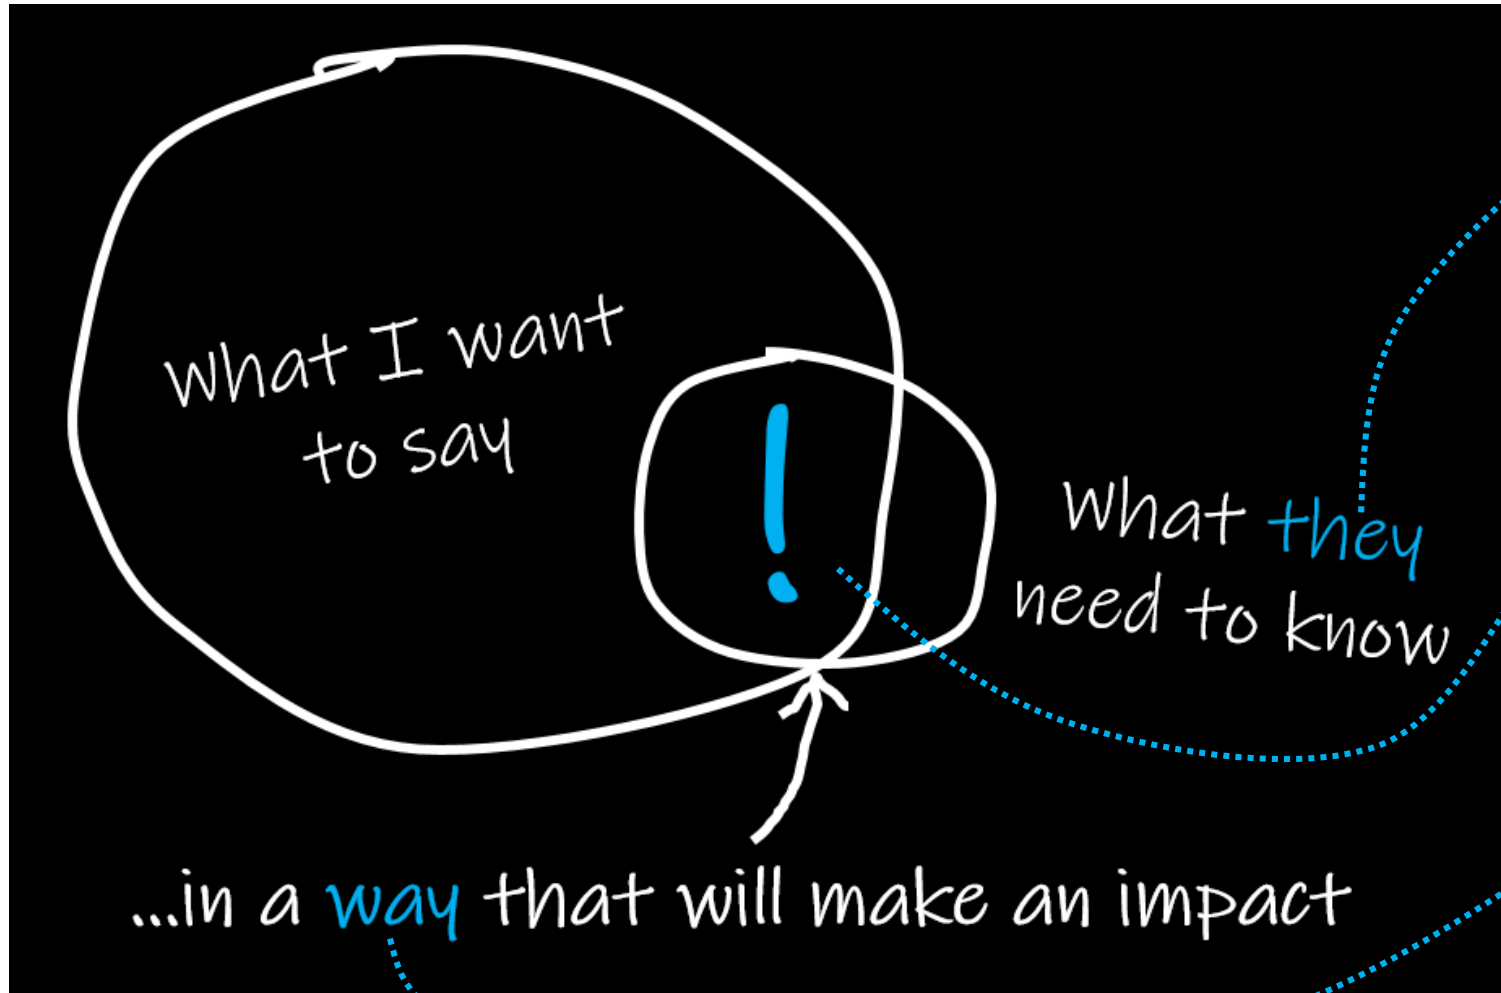 What I want
to say
!
What they
need to know
...in a way that will make an impact